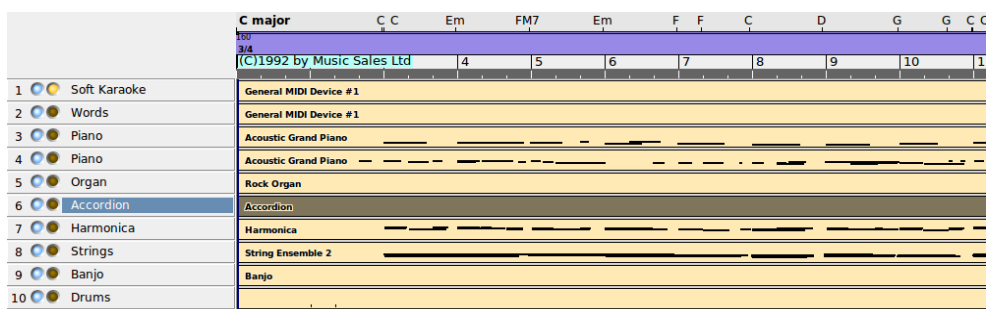 C major C C Em FM7 Em F F C D G G C C
160
3/4
(C)1992 by Music Sales Ltd 4 5 6 7 8 9 10 1
1 Soft Karaoke General MIDI Device #1
2 Words General MIDI Device #1
3 Piano Acoustic Grand Piano
4 Piano Acoustic Grand Piano
5 Organ Rock Organ
6 Accordion Accordion
7 Harmonica Harmonica
8 Strings String Ensemble 2
9 Banjo Banjo
10 Drums